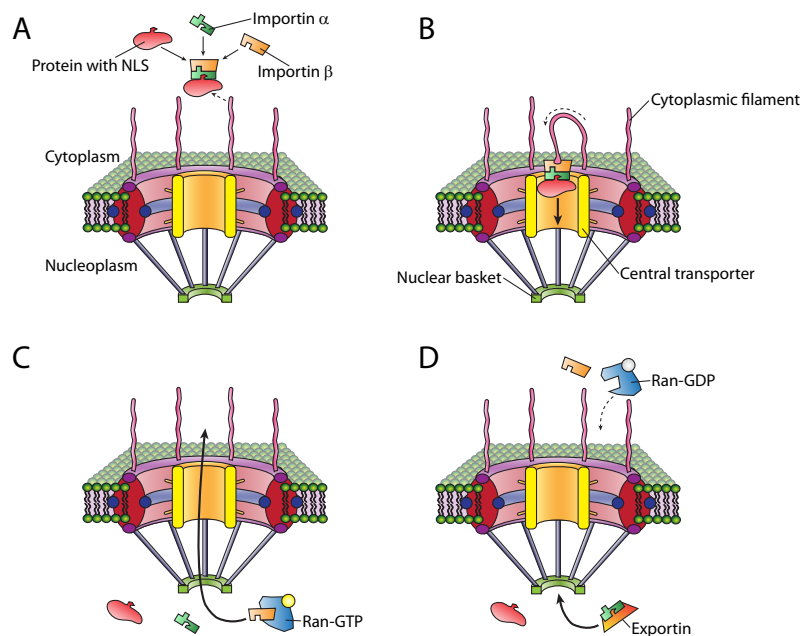 A
Importin α
Protein with NLS
Importin β
Cytoplasm
Nucleoplasm
B
Cytoplasmic filament
Nuclear basket
Central transporter
C
Ran-GTP
D
Ran-GDP
Exportin